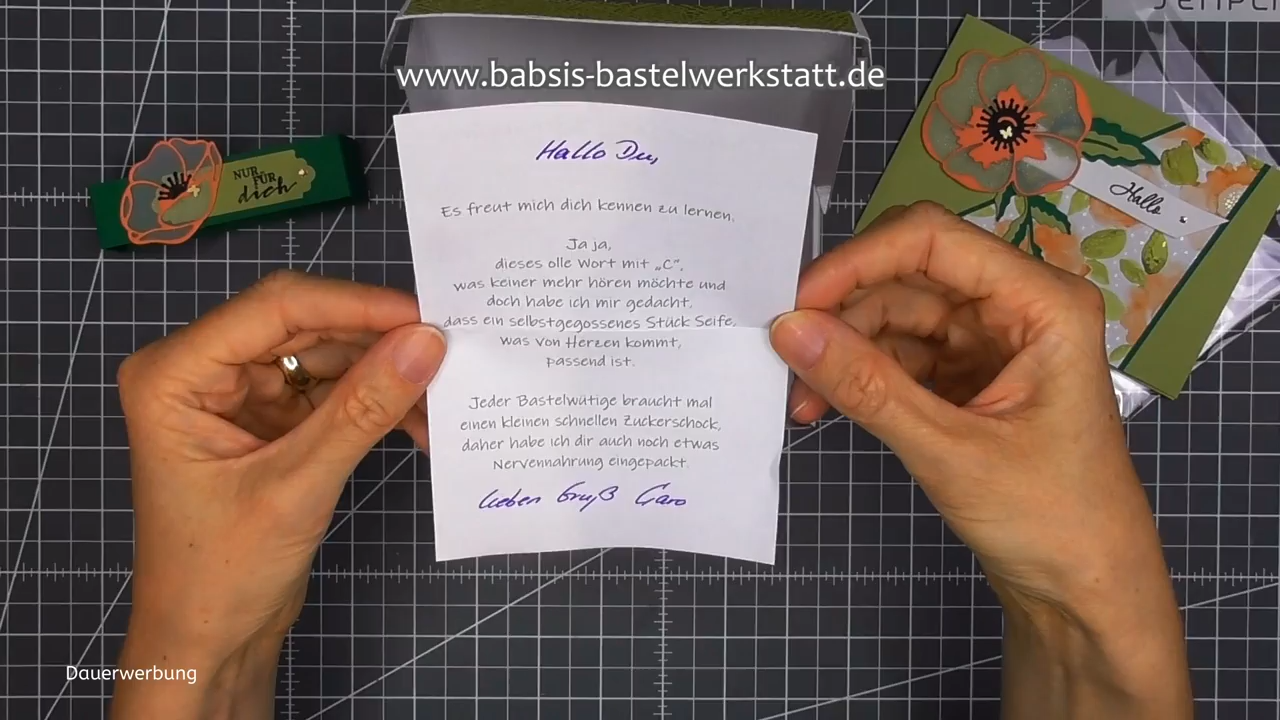 www.babsis-bastelwerkstatt.de
Hallo Du,
Es freut mich dich kennen zu lernen.
Ja ja,
dieses olle Wort mit „C“,
was keiner mehr hören möchte und
doch habe ich mir gedacht,
dass ein selbstgegossenes Stück Seife,
was von Herzen kommt,
passend ist.
Jeder Bastelwütige braucht mal
einen kleinen schnellen Zuckerschock,
daher habe ich dir auch noch etwas
Nervennahrung eingepackt.
Lieben Gruß Caro
NUR
FÜR
dich
Hallo
Dauerwerbung